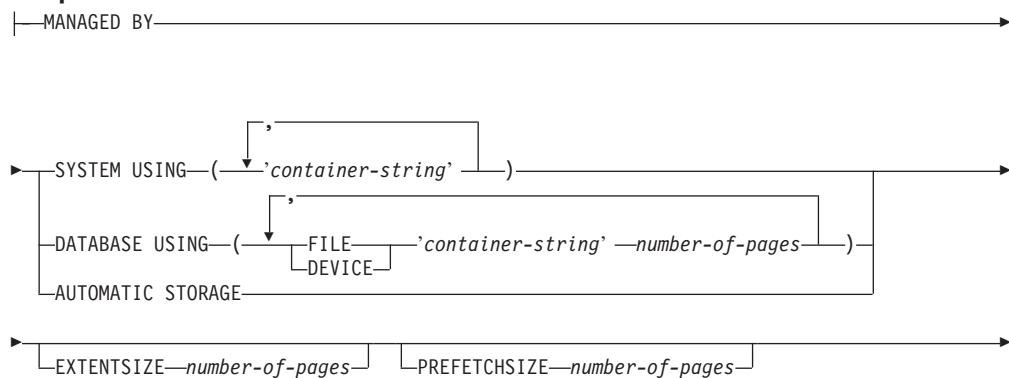 MANAGED BY
,
SYSTEM USING ( 'container-string' )
,
DATABASE USING ( FILE 'container-string' number-of-pages )
DEVICE
AUTOMATIC STORAGE
EXTENTSIZE number-of-pages PREFETCHSIZE number-of-pages